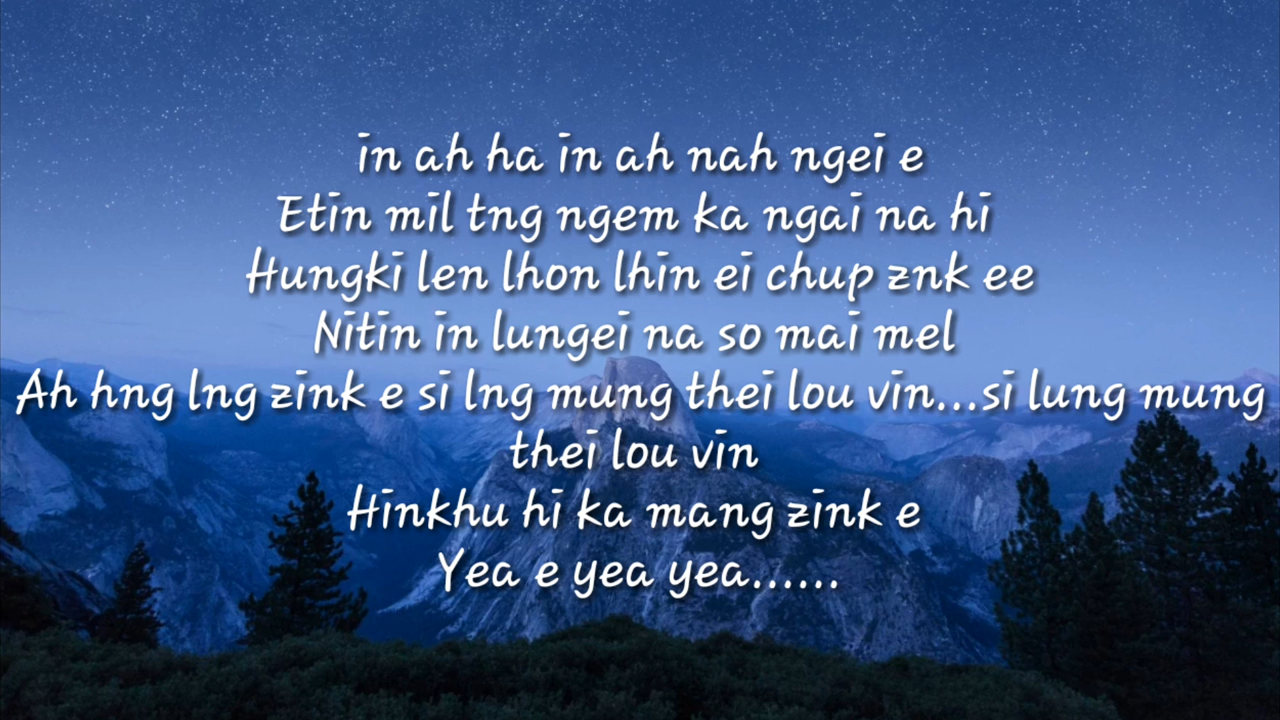 in ah ha in ah nah ngei e
Etin mil tng ngem ka ngai na hi
Hungki len lhon lhin ei chup znk ee
Nitin in lungei na so mai mel
Ah hng lng zink e si lng mung thei lou vin...si lung mung
thei lou vin
Hinkhu hi ka mang zink e
Yea e yea yea......